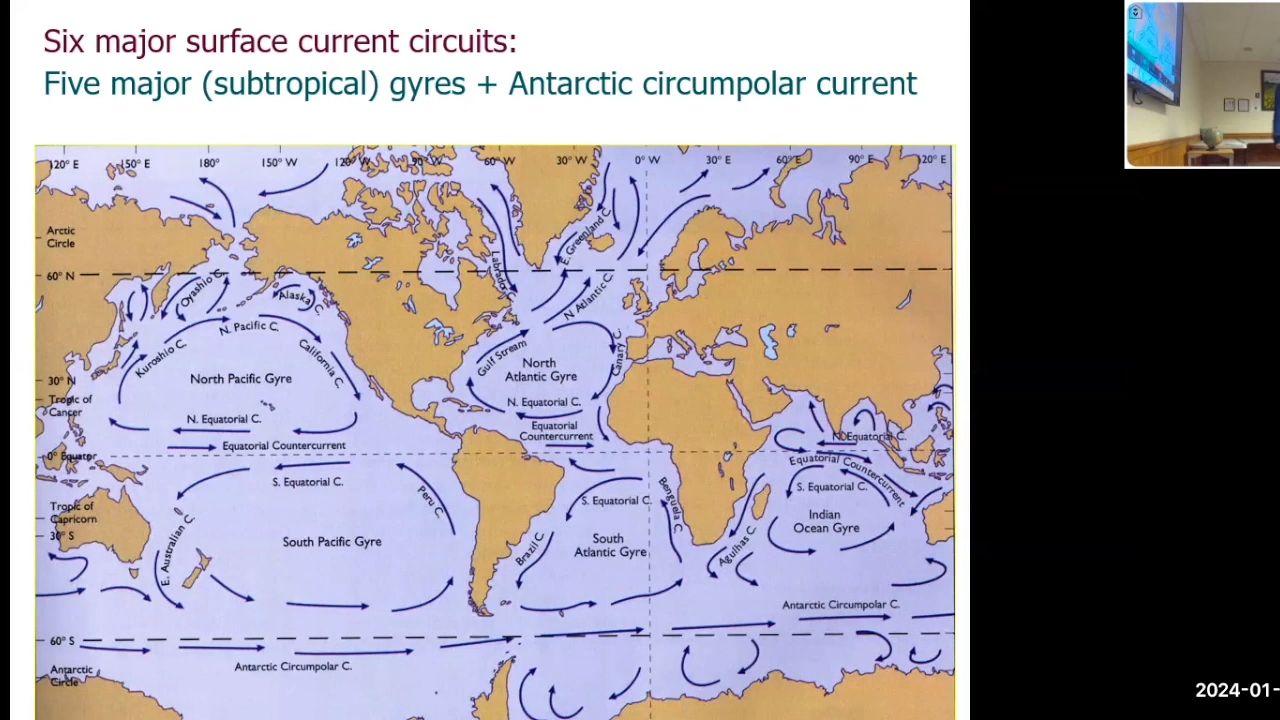 Six major surface current circuits:
Five major (subtropical) gyres + Antarctic circumpolar current
120° E
150° E
180°
150° W
120° W
90° W
60° W
30° W
0° W
30° E
60° E
90° E
120° E
Arctic
Circle
60° N
Oyashio C.
Alaska C.
Labrador C.
E. Greenland C.
N Atlantic C.
N. Pacific C.
Kuroshio C.
California C.
Gulf Stream
Canary C.
30° N
Tropic of
Cancer
North Pacific Gyre
North
Atlantic Gyre
N. Equatorial C.
N. Equatorial C.
Equatorial
Countercurrent
N. Equatorial C.
Equatorial Countercurrent
0° Equator
Equatorial Countercurrent
S. Equatorial C.
Peru C.
S. Equatorial C.
Benguela C.
S. Equatorial C.
Tropic of
Capricorn
30° S
E. Australian C.
South Pacific Gyre
Brazil C.
South
Atlantic Gyre
Agulhas C.
Indian
Ocean Gyre
Antarctic Circumpolar C.
60° S
Antarctic Circumpolar C.
Antarctic
Circle
2024-01-